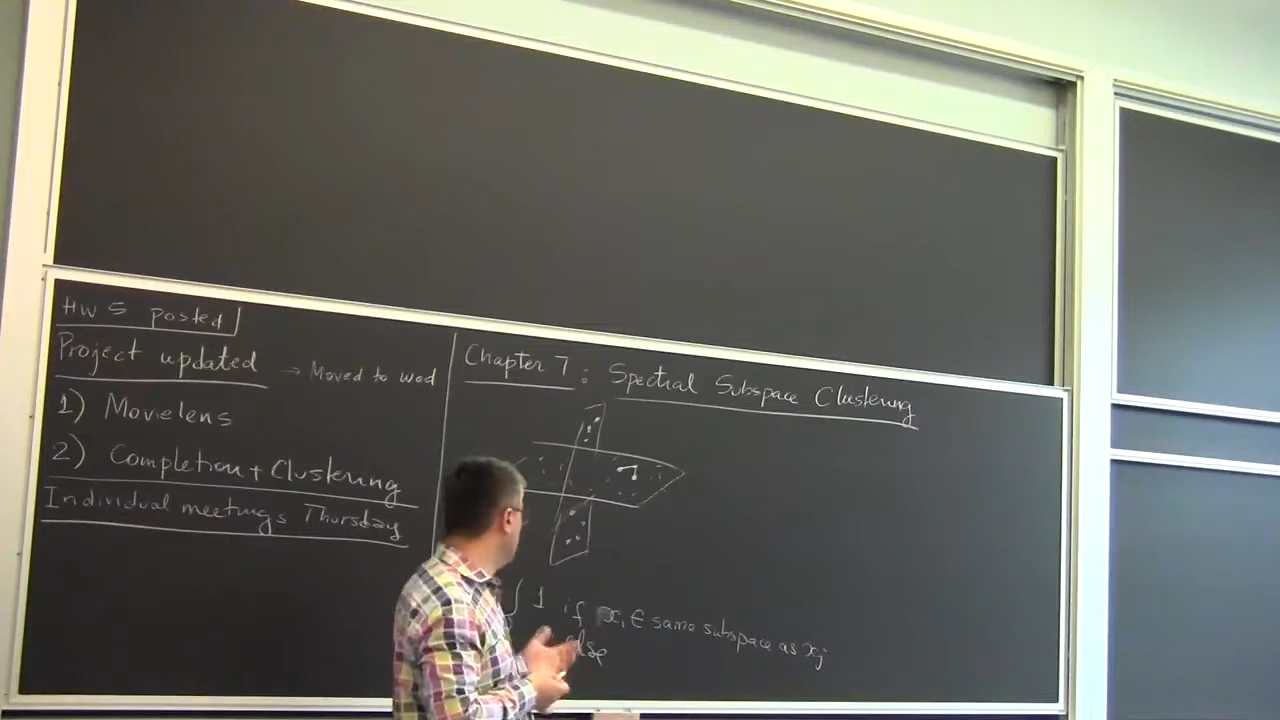 HW 5 posted
Project updated → Moved to Wed
1) Movielens
2) Completion + Clustering
Individual meetings Thursday
Chapter 7: Spectral Subspace Clustering
{ 1 if x_i ∈ same subspace as x_j
else